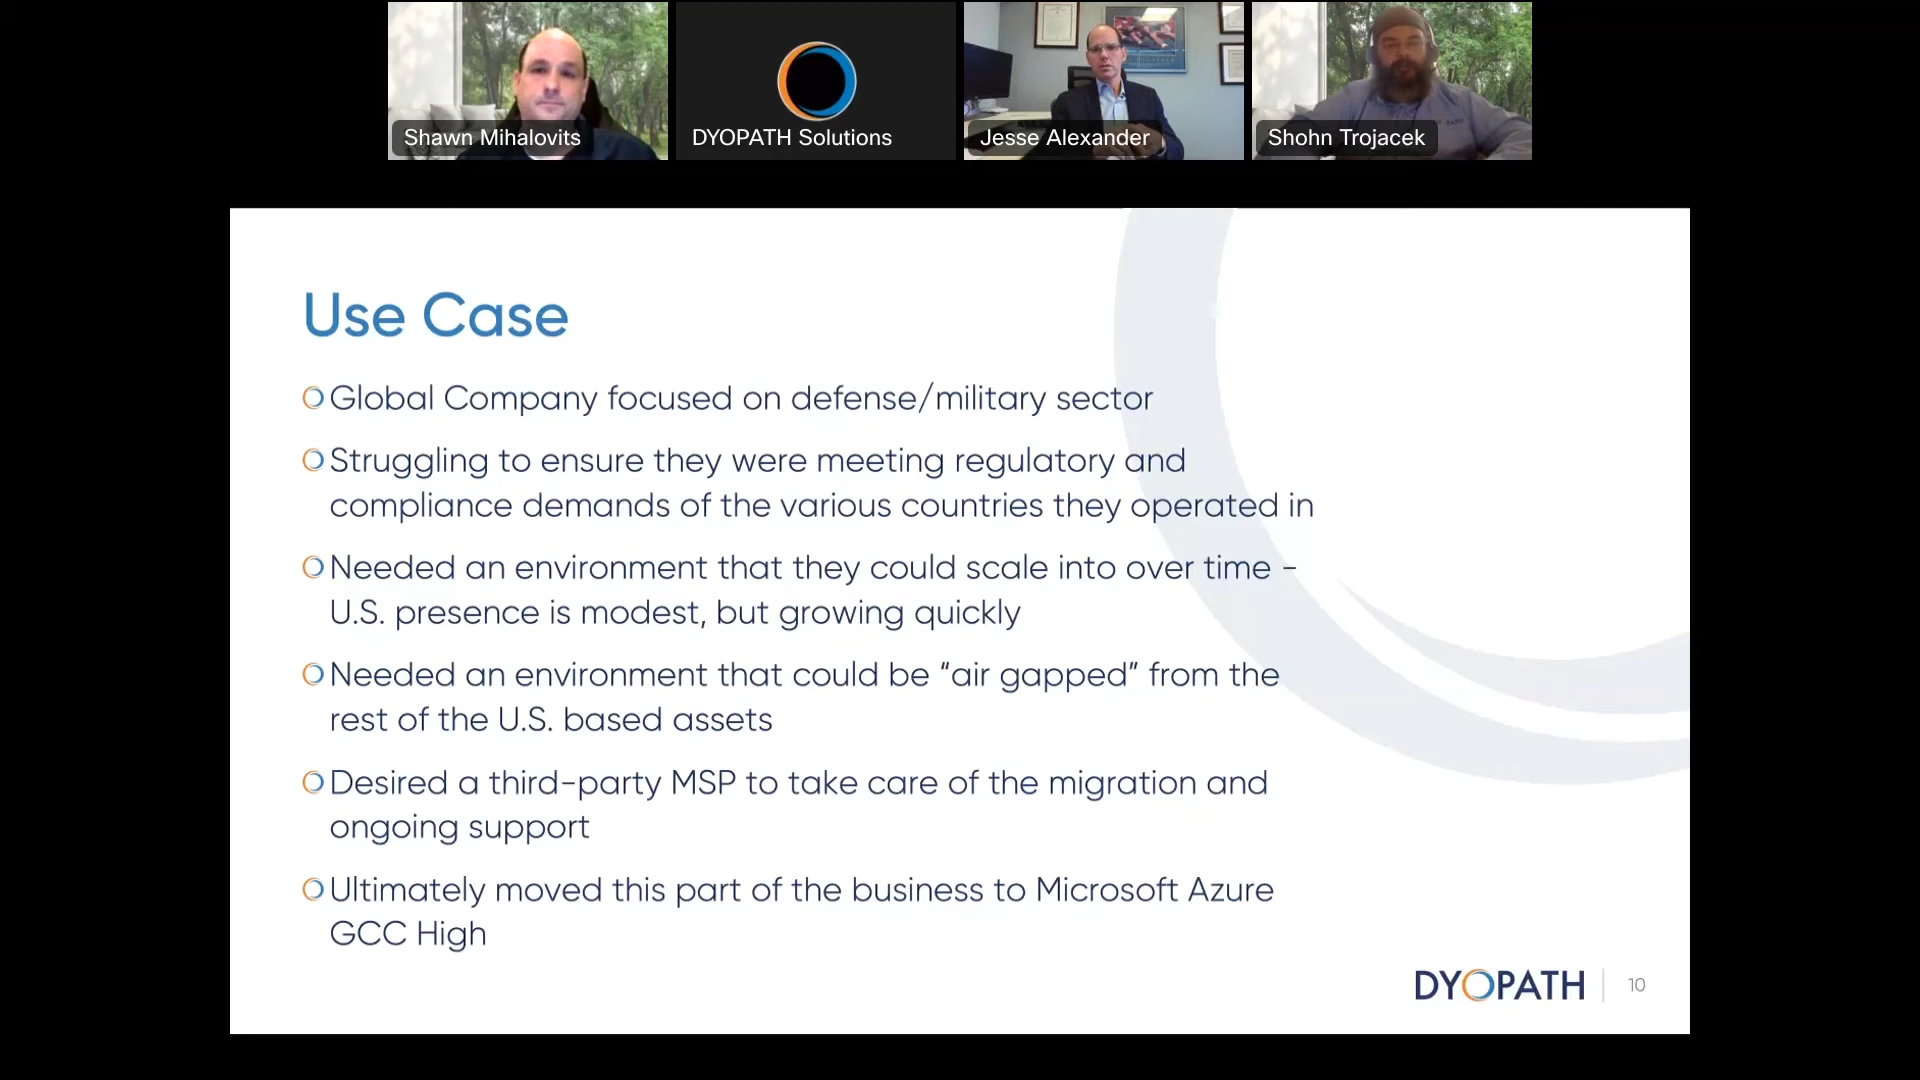 Shawn Mihalovits
DYOPATH Solutions
Jesse Alexander
Shohn Trojacek
Use Case
Global Company focused on defense/military sector
Struggling to ensure they were meeting regulatory and
compliance demands of the various countries they operated in
Needed an environment that they could scale into over time -
U.S. presence is modest, but growing quickly
Needed an environment that could be “air gapped” from the
rest of the U.S. based assets
Desired a third-party MSP to take care of the migration and
ongoing support
Ultimately moved this part of the business to Microsoft Azure
GCC High
DYOPATH
10